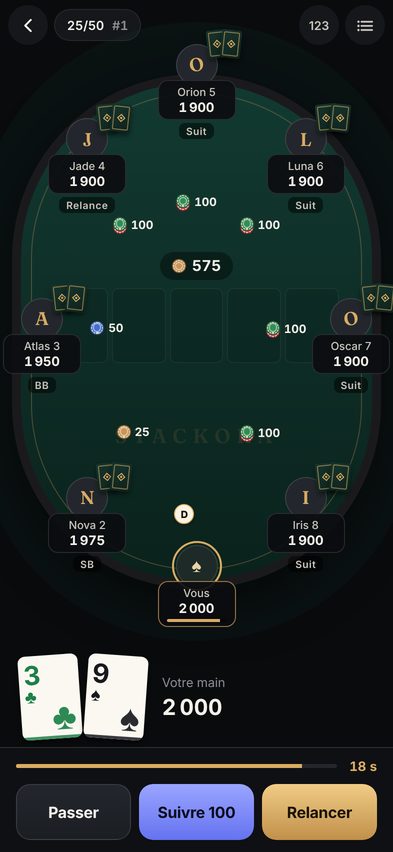 25/50 #1
123
O
Orion 5
1 900
Suit
J
Jade 4
1 900
Relance
L
Luna 6
1 900
Suit
100
100
100
575
A
Atlas 3
1 950
BB
50
100
O
Oscar 7
1 900
Suit
25
100
STACKO
N
Nova 2
1 975
SB
D
I
Iris 8
1 900
Suit
Vous
2 000
3
9
Votre main
2 000
18 s
Passer
Suivre 100
Relancer